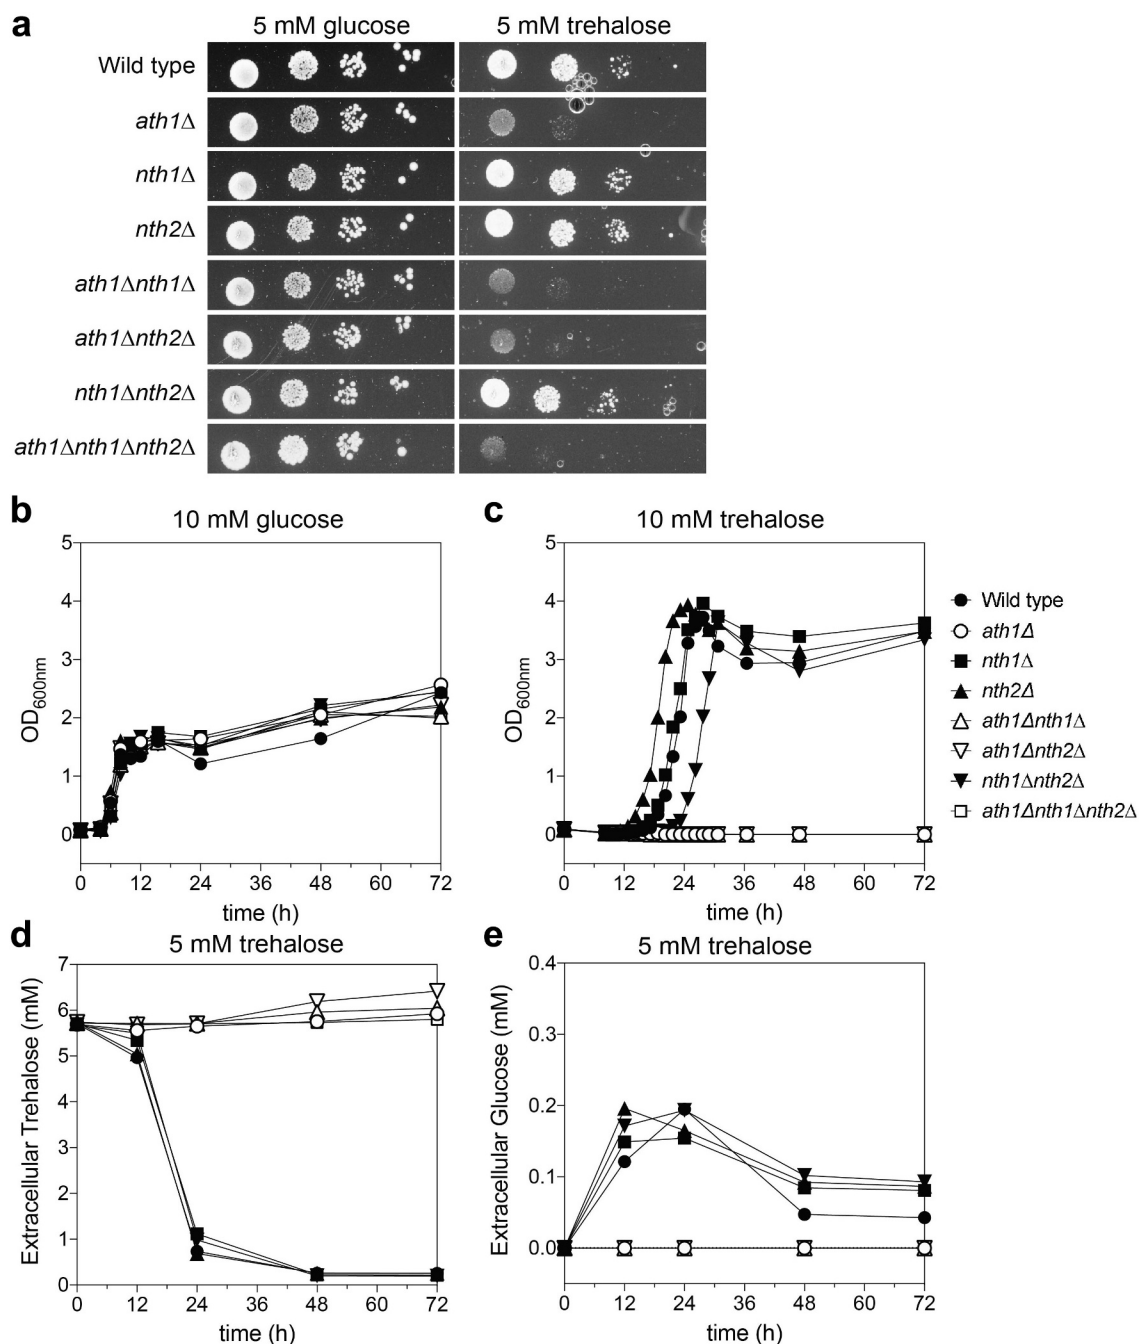 a
5 mM glucose 5 mM trehalose
Wild type
ath1Δ
nth1Δ
nth2Δ
ath1Δnth1Δ
ath1Δnth2Δ
nth1Δnth2Δ
ath1Δnth1Δnth2Δ
b
10 mM glucose
OD600nm
5
4
3
2
1
0
0 12 24 36 48 60 72
time (h)
c
10 mM trehalose
OD600nm
5
4
3
2
1
0
0 12 24 36 48 60 72
time (h)
Wild type
ath1Δ
nth1Δ
nth2Δ
ath1Δnth1Δ
ath1Δnth2Δ
nth1Δnth2Δ
ath1Δnth1Δnth2Δ
d
5 mM trehalose
Extracellular Trehalose (mM)
7
6
5
4
3
2
1
0
0 12 24 36 48 60 72
time (h)
e
5 mM trehalose
Extracellular Glucose (mM)
0.4
0.3
0.2
0.1
0.0
0 12 24 36 48 60 72
time (h)